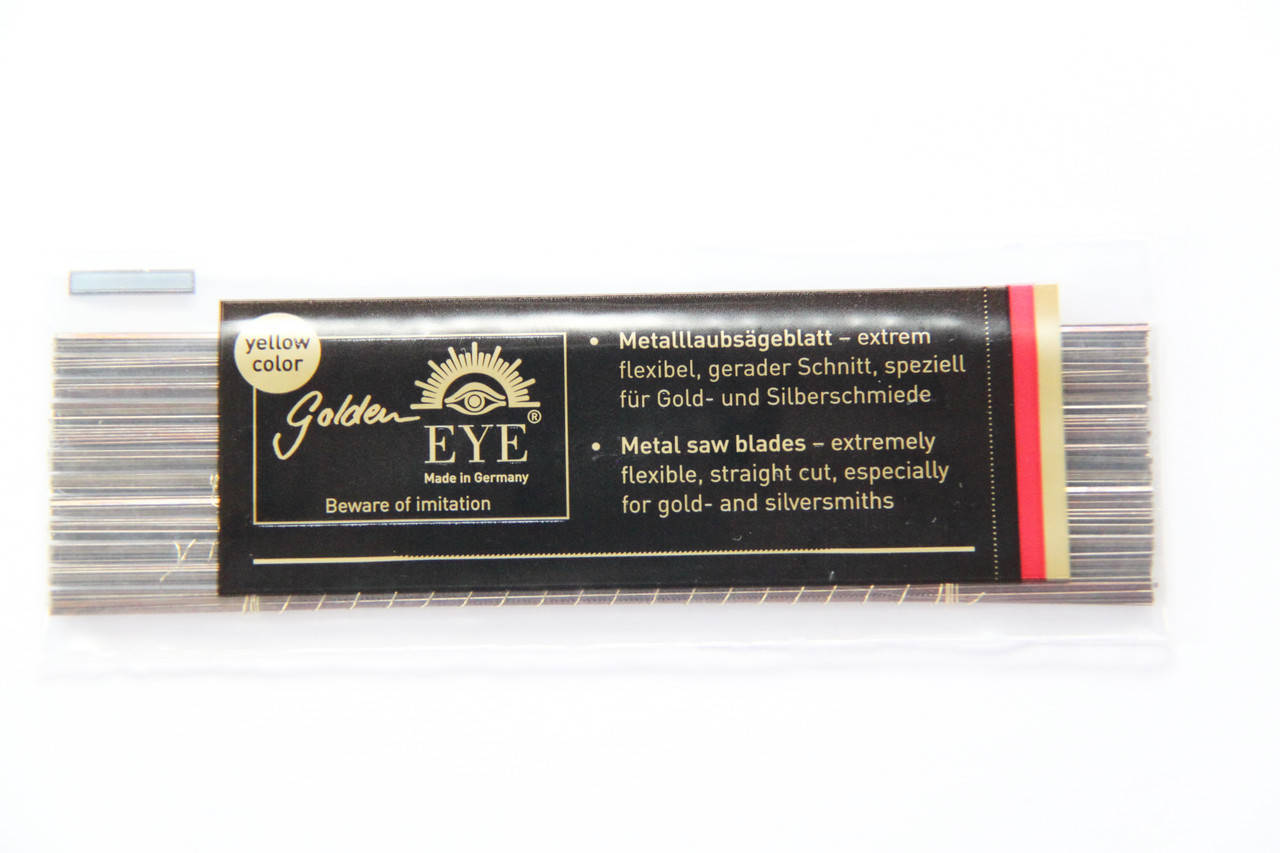 yellow
color
Golden
EYE®
Made in Germany
Beware of imitation
• Metalllaubsägeblatt – extrem
flexibel, gerader Schnitt, speziell
für Gold- und Silberschmiede
• Metal saw blades – extremely
flexible, straight cut, especially
for gold- and silversmiths